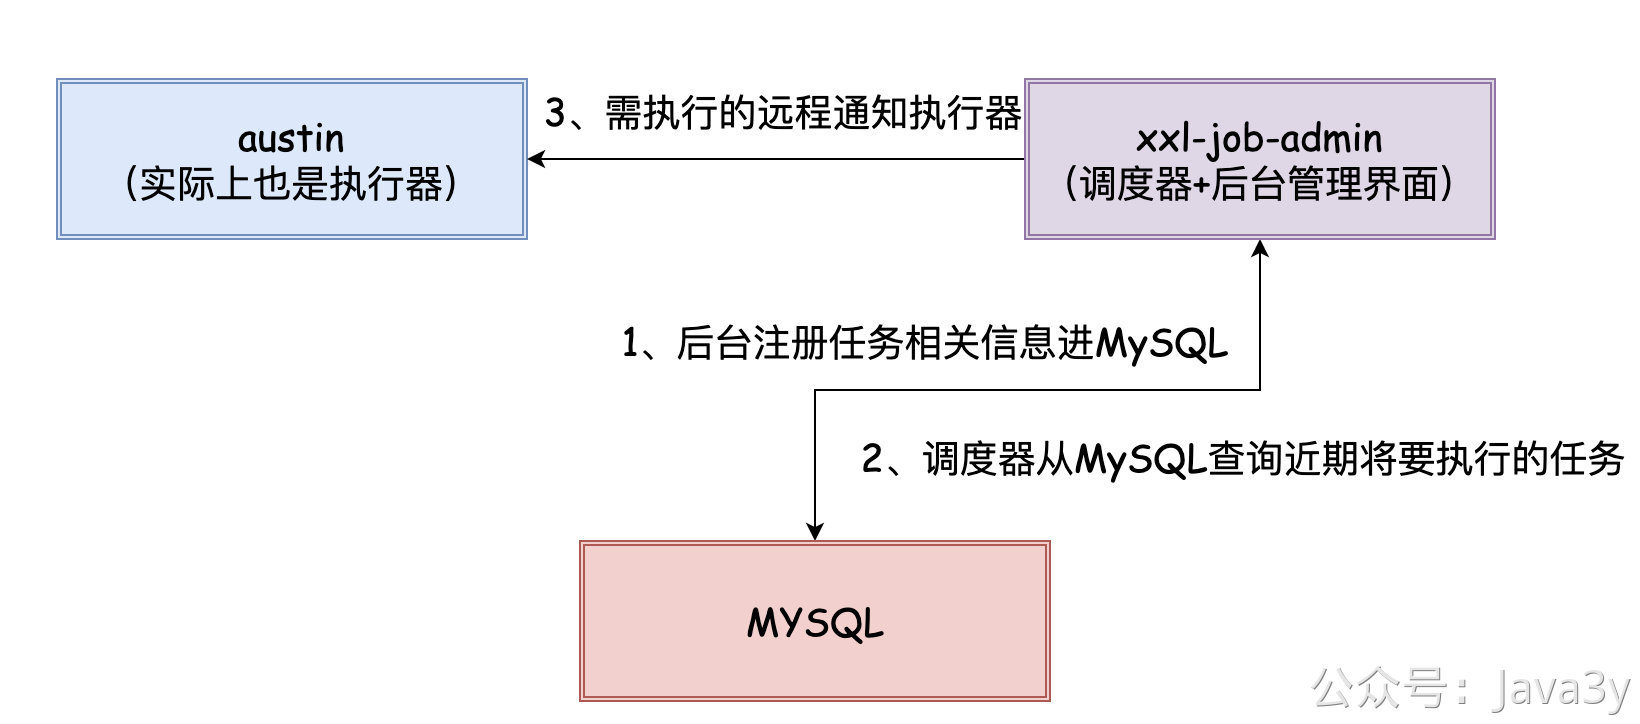 austin
（实际上也是执行器）
3、需执行的远程通知执行器
xxl-job-admin
（调度器+后台管理界面）
1、后台注册任务相关信息进MySQL
2、调度器从MySQL查询近期将要执行的任务
MYSQL
公众号：Java3y